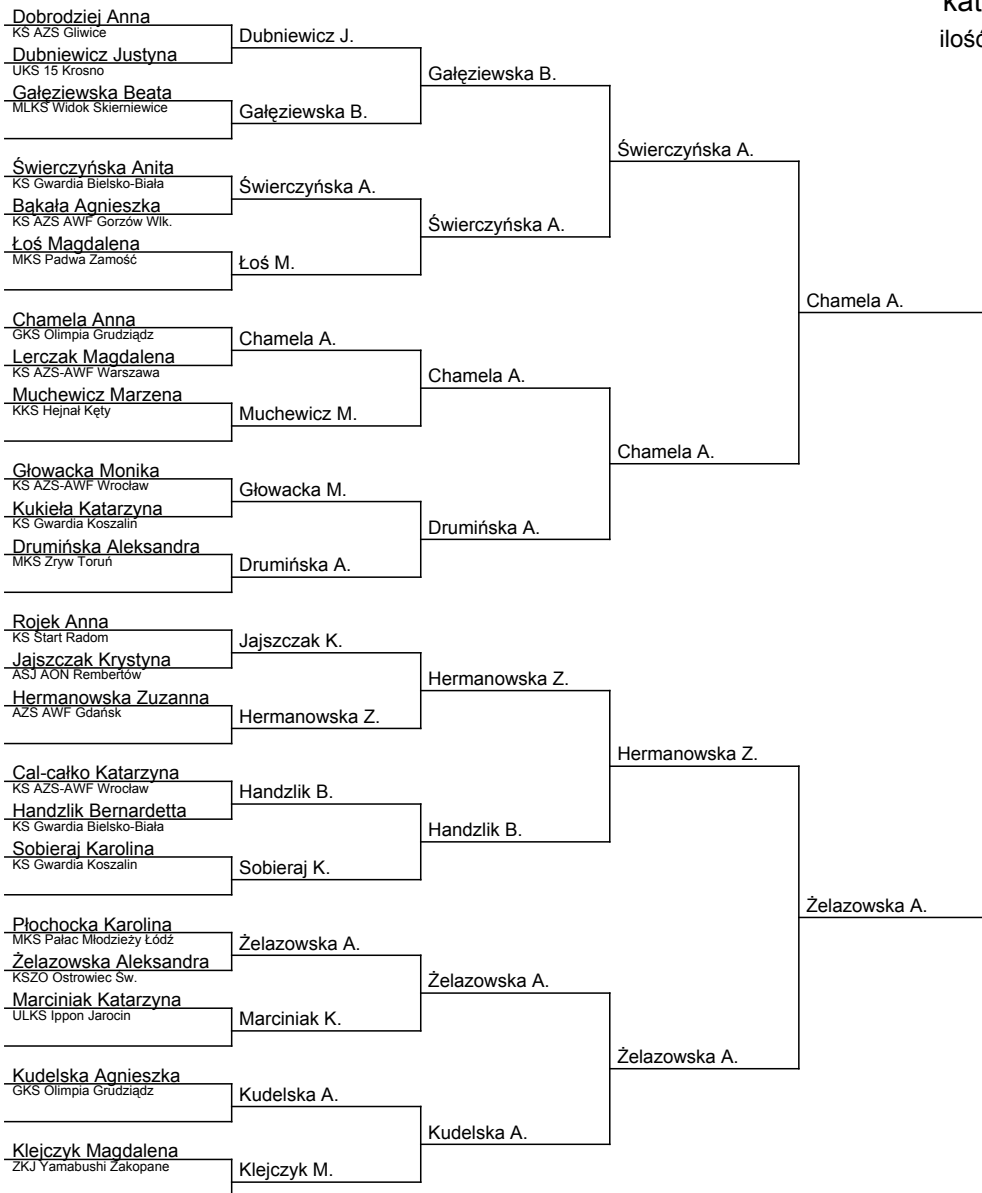 kat
ilość
Dobrodziej Anna
KS AZS Gliwice
Dubniewicz J.
Dubniewicz Justyna
UKS 15 Krosno
Gałęziewska B.
Gałęziewska Beata
MLKS Widok Skierniewice
Gałęziewska B.
Świerczyńska A.
Świerczyńska Anita
KS Gwardia Bielsko-Biała
Świerczyńska A.
Bąkała Agnieszka
KS AZS AWF Gorzów Wlk.
Świerczyńska A.
Łoś Magdalena
MKS Padwa Zamość
Łoś M.
Chamela A.
Chamela Anna
GKS Olimpia Grudziądz
Chamela A.
Lerczak Magdalena
KS AZS-AWF Warszawa
Chamela A.
Muchewicz Marzena
KKS Hejnał Kęty
Muchewicz M.
Chamela A.
Głowacka Monika
KS AZS-AWF Wrocław
Głowacka M.
Kukieła Katarzyna
KS Gwardia Koszalin
Drumińska A.
Drumińska Aleksandra
MKS Zryw Toruń
Drumińska A.
Rojek Anna
KS Start Radom
Jajszczak K.
Jajszczak Krystyna
ASJ AON Rembertów
Hermanowska Z.
Hermanowska Zuzanna
AZS AWF Gdańsk
Hermanowska Z.
Hermanowska Z.
Cal-całko Katarzyna
KS AZS-AWF Wrocław
Handzlik B.
Handzlik Bernardetta
KS Gwardia Bielsko-Biała
Handzlik B.
Sobieraj Karolina
KS Gwardia Koszalin
Sobieraj K.
Żelazowska A.
Płochocka Karolina
MKS Pałac Młodzieży Łódź
Żelazowska A.
Żelazowska Aleksandra
KSZO Ostrowiec Św.
Żelazowska A.
Marciniak Katarzyna
ULKS Ippon Jarocin
Marciniak K.
Żelazowska A.
Kudelska Agnieszka
GKS Olimpia Grudziądz
Kudelska A.
Kudelska A.
Klejczyk Magdalena
ZKJ Yamabushi Zakopane
Klejczyk M.